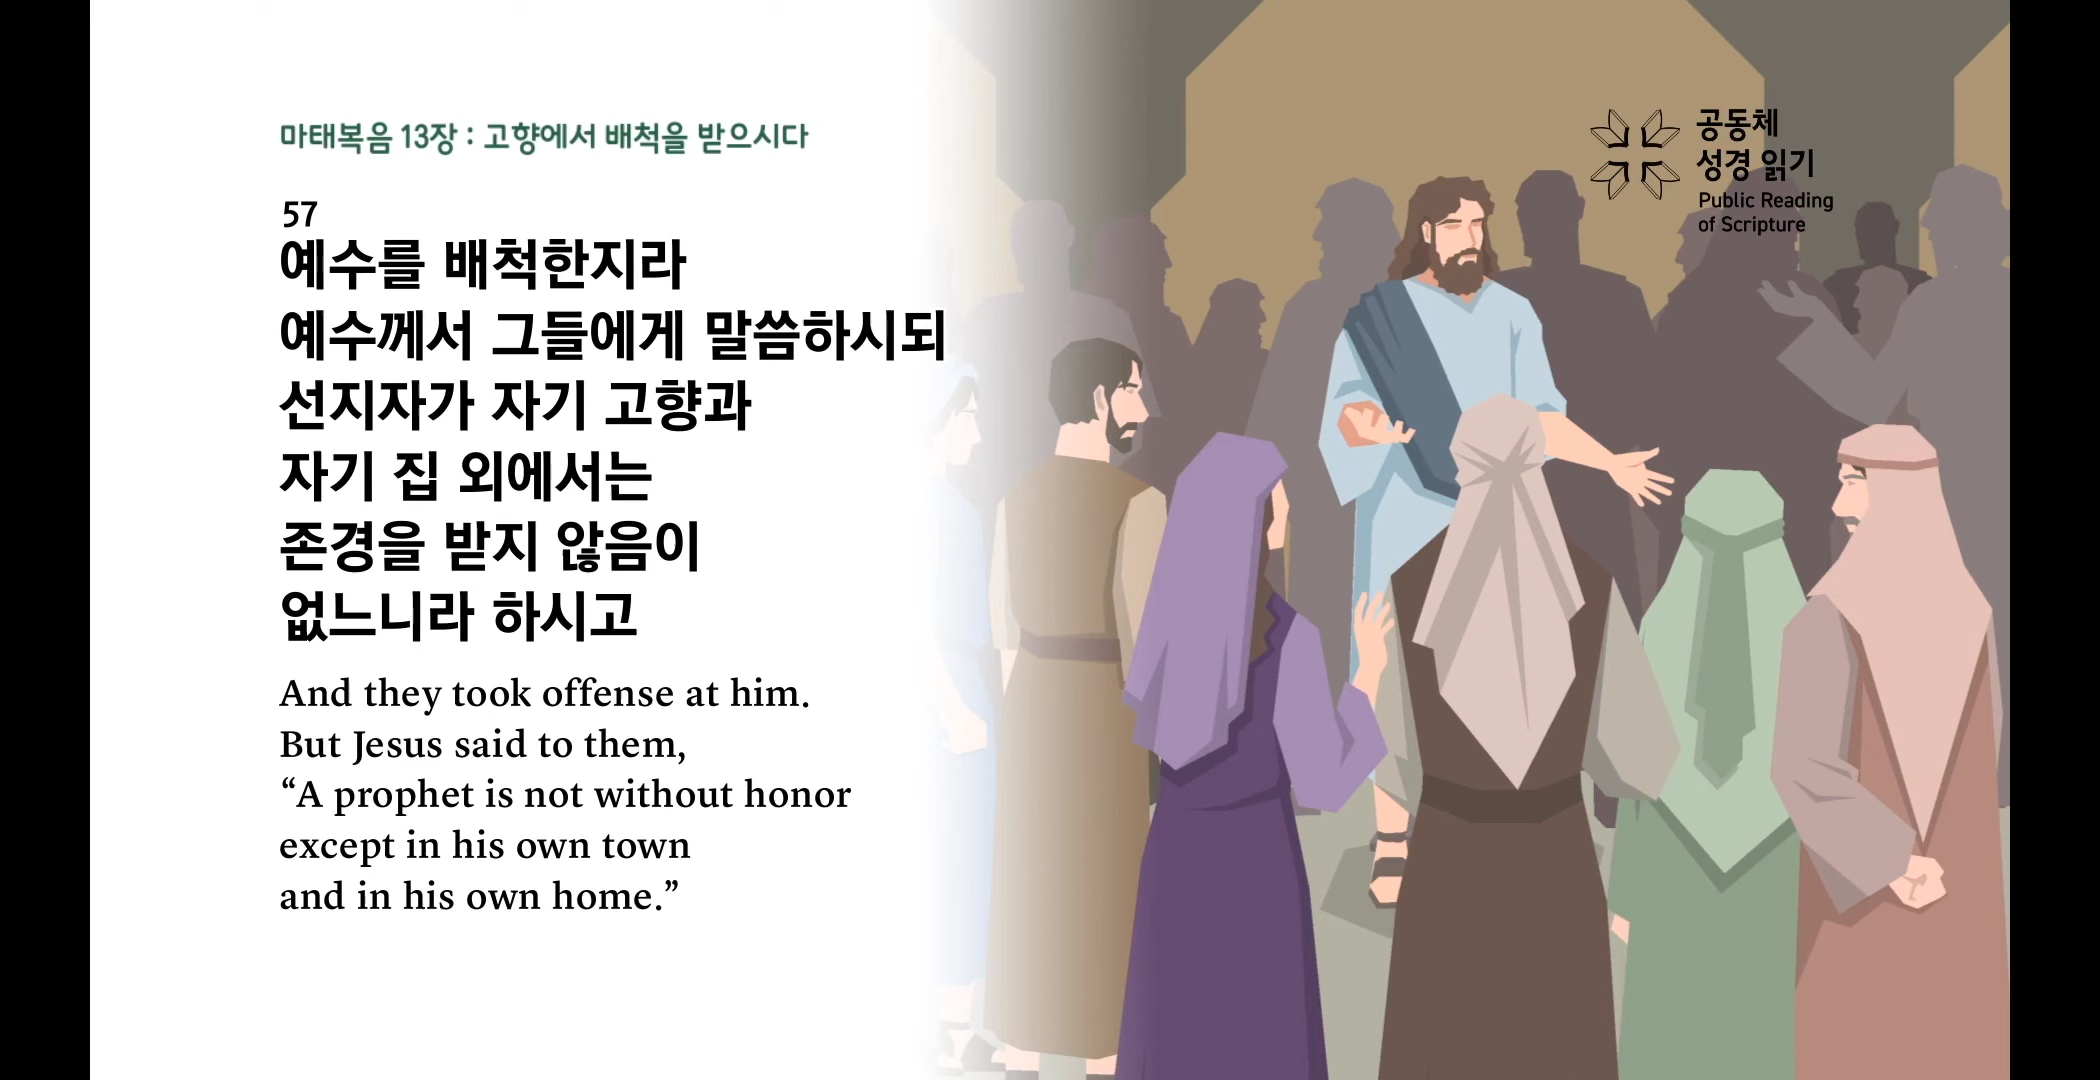 마태복음 13장 : 고향에서 배척을 받으시다
57
예수를 배척한지라
예수께서 그들에게 말씀하시되
선지자가 자기 고향과
자기 집 외에서는
존경을 받지 않음이
없느니라 하시고
And they took offense at him.
But Jesus said to them,
“A prophet is not without honor
except in his own town
and in his own home.”
공동체
성경 읽기
Public Reading
of Scripture